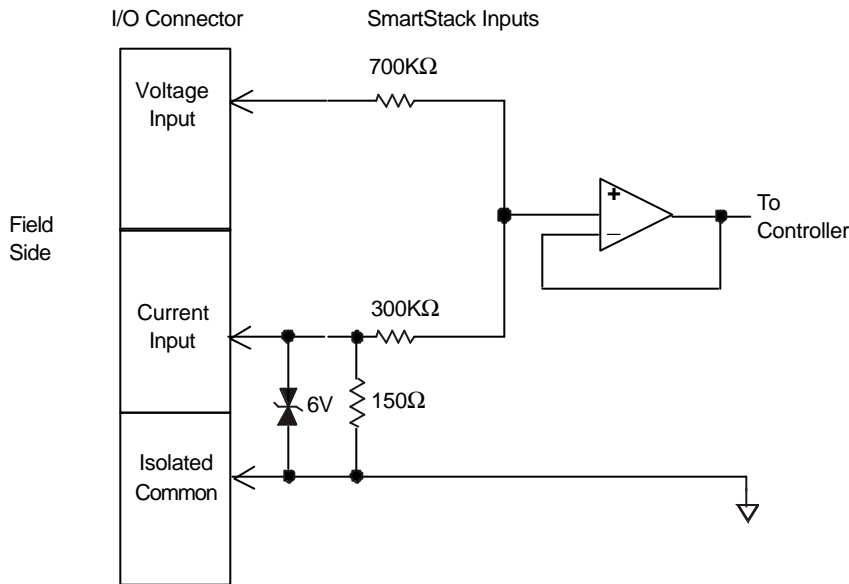 I/O Connector
SmartStack Inputs
Voltage
Input
700KΩ
+
−
To
Controller
Field
Side
Current
Input
300KΩ
6V
150Ω
Isolated
Common